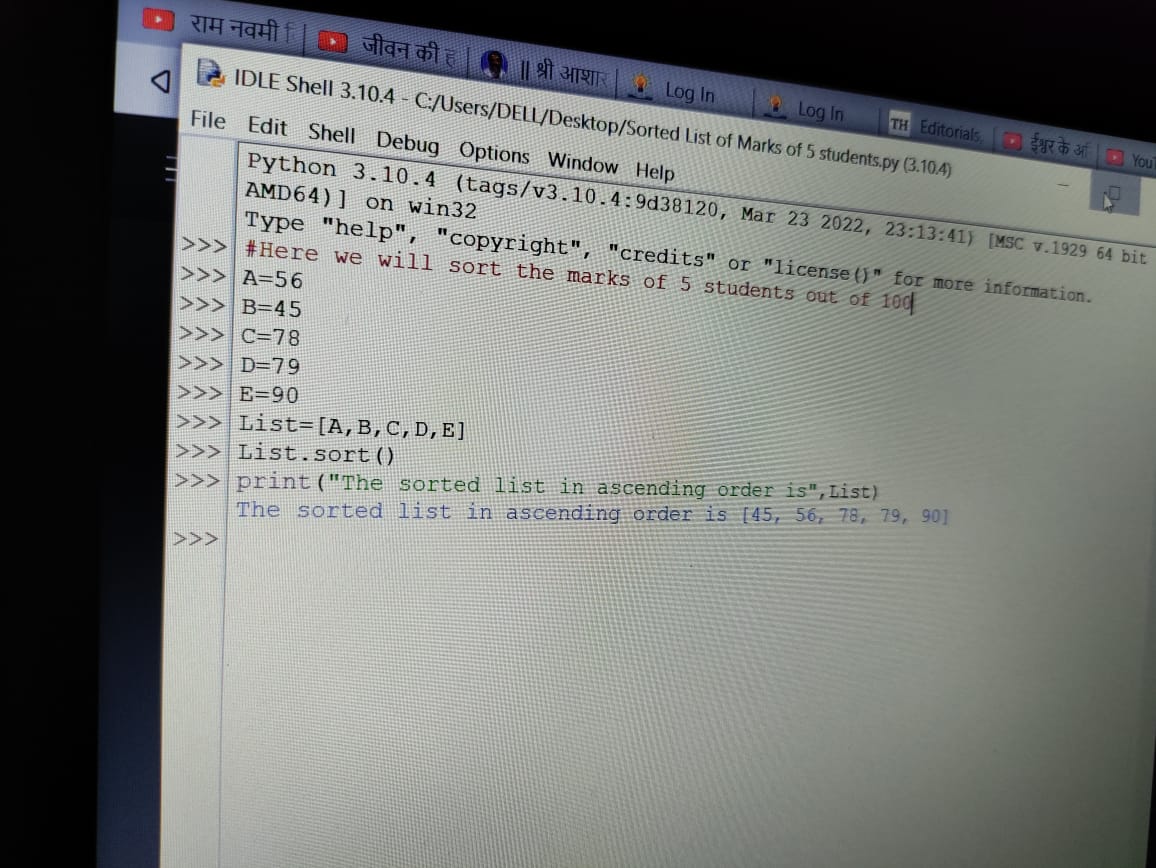 राम नवमी
जीवन की
|| श्री आशार
Log In
Log In
TH Editorials,
ईश्वर के
You
IDLE Shell 3.10.4 - C:/Users/DELL/Desktop/Sorted List of Marks of 5 students.py (3.10.4)
File Edit Shell Debug Options Window Help
Python 3.10.4 (tags/v3.10.4:9d38120, Mar 23 2022, 23:13:41) [MSC v.1929 64 bit
AMD64)] on win32
Type "help", "copyright", "credits" or "license()" for more information.
>>> #Here we will sort the marks of 5 students out of 100
>>> A=56
>>> B=45
>>> C=78
>>> D=79
>>> E=90
>>> List=[A,B,C,D,E]
>>> List.sort()
>>> print("The sorted list in ascending order is",List)
The sorted list in ascending order is [45, 56, 78, 79, 90]
>>>